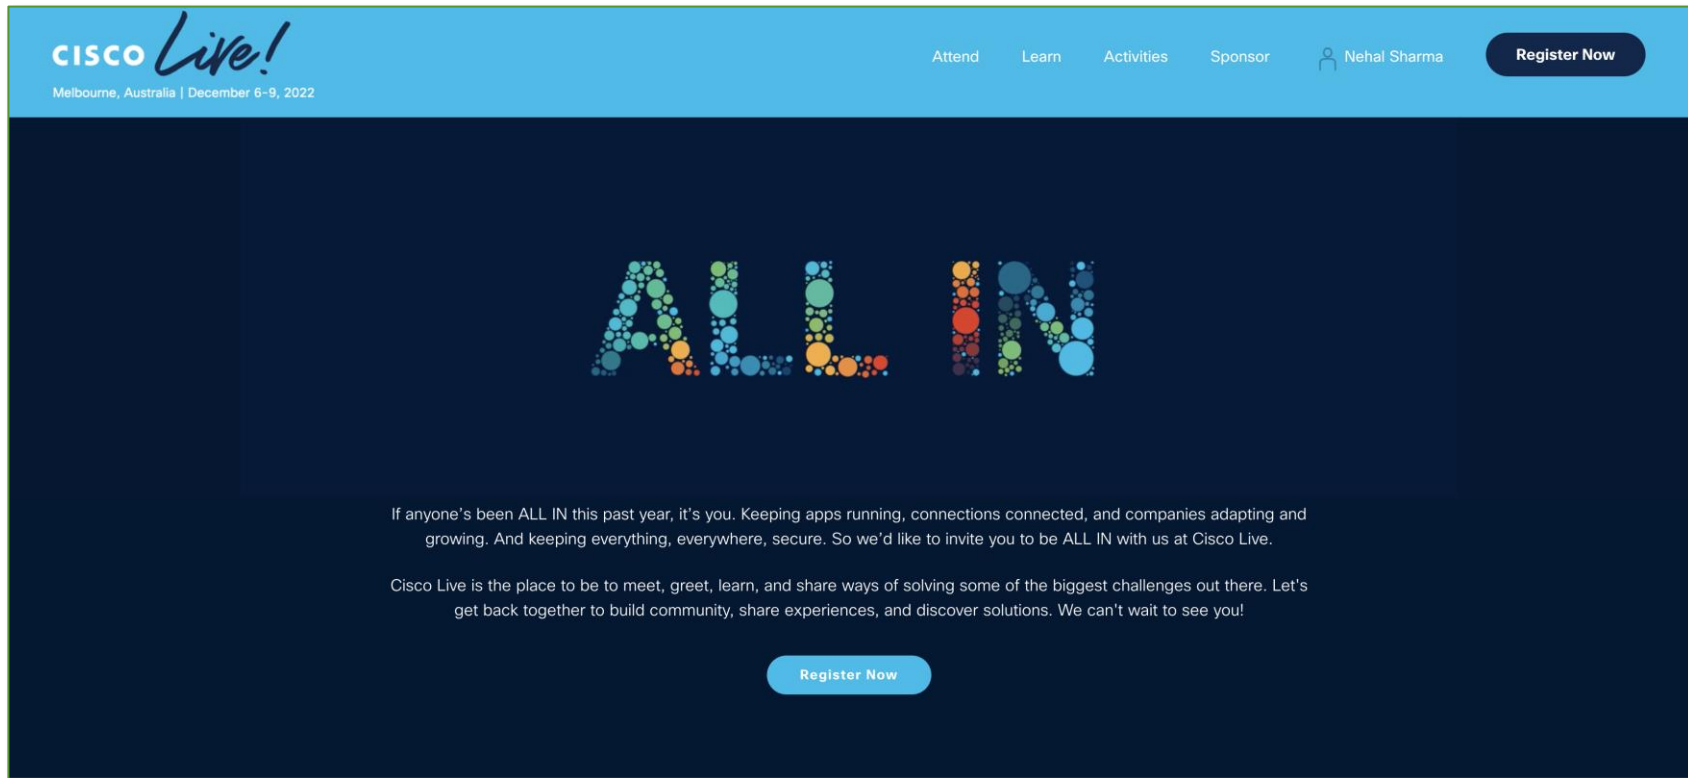 CISCO Live!
Melbourne, Australia | December 6-9, 2022
Attend Learn Activities Sponsor Nehal Sharma Register Now
ALL IN
If anyone's been ALL IN this past year, it's you. Keeping apps running, connections connected, and companies adapting and
growing. And keeping everything, everywhere, secure. So we'd like to invite you to be ALL IN with us at Cisco Live.
Cisco Live is the place to be to meet, greet, learn, and share ways of solving some of the biggest challenges out there. Let's
get back together to build community, share experiences, and discover solutions. We can't wait to see you!
Register Now